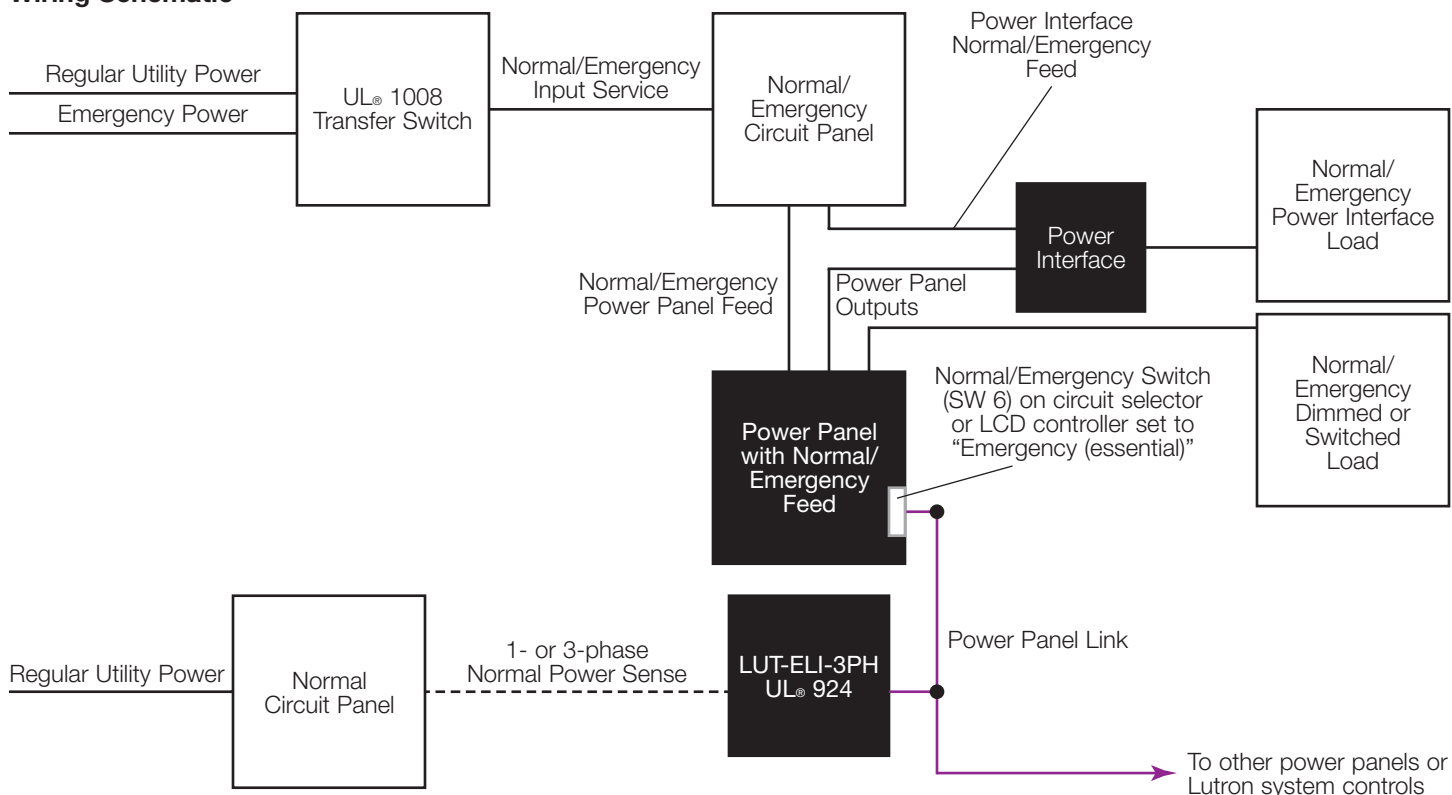 Wiring Schematic
Regular Utility Power
Emergency Power
UL® 1008
Transfer Switch
Normal/Emergency
Input Service
Normal/
Emergency
Circuit Panel
Power Interface
Normal/Emergency
Feed
Power
Interface
Normal/
Emergency
Power Interface
Load
Normal/Emergency
Power Panel Feed
Power Panel
Outputs
Normal/
Emergency
Dimmed or
Switched
Load
Normal/Emergency Switch
(SW 6) on circuit selector
or LCD controller set to
“Emergency (essential)”
Power Panel
with Normal/
Emergency
Feed
Regular Utility Power
Normal
Circuit Panel
1- or 3-phase
Normal Power Sense
LUT-ELI-3PH
UL® 924
Power Panel Link
To other power panels or
Lutron system controls